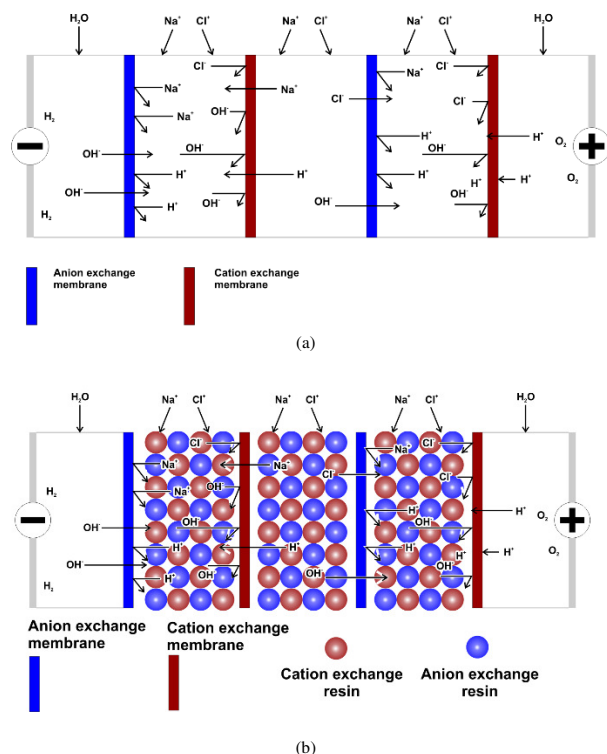 H₂O Na⁺ Cl⁺ Na⁺ Cl⁺ Na⁺ Cl⁺ H₂O
Cl⁻ Cl⁻
Na⁺ Na⁺ Na⁺
H₂ Cl⁻ Cl⁻
Na⁺ OH⁻
H⁺ H⁺ O₂
OH⁻ OH⁻ OH⁻
H⁺ H⁺ H⁺ H⁺ O₂
OH⁻ OH⁻ OH⁻
H₂ H⁺ OH⁻
Anion exchange
membrane
Cation exchange
membrane
(a)
H₂O Na⁺ Cl⁺ Na⁺ Cl⁺ Na⁺ Cl⁺ H₂O
Cl⁻ Cl⁻
Na⁺
Na⁺ Na⁺ Cl⁻
H₂ Na⁺ OH⁻ Cl⁻
H⁺ H⁺ O₂
OH⁻ OH⁻ OH⁻
H⁺ H⁺ H⁺ H⁺ H⁺ O₂
OH⁻ OH⁻ OH OH
H₂ H⁺
Anion exchange
membrane
Cation exchange
membrane
Cation exchange
resin
Anion exchange
resin
(b)